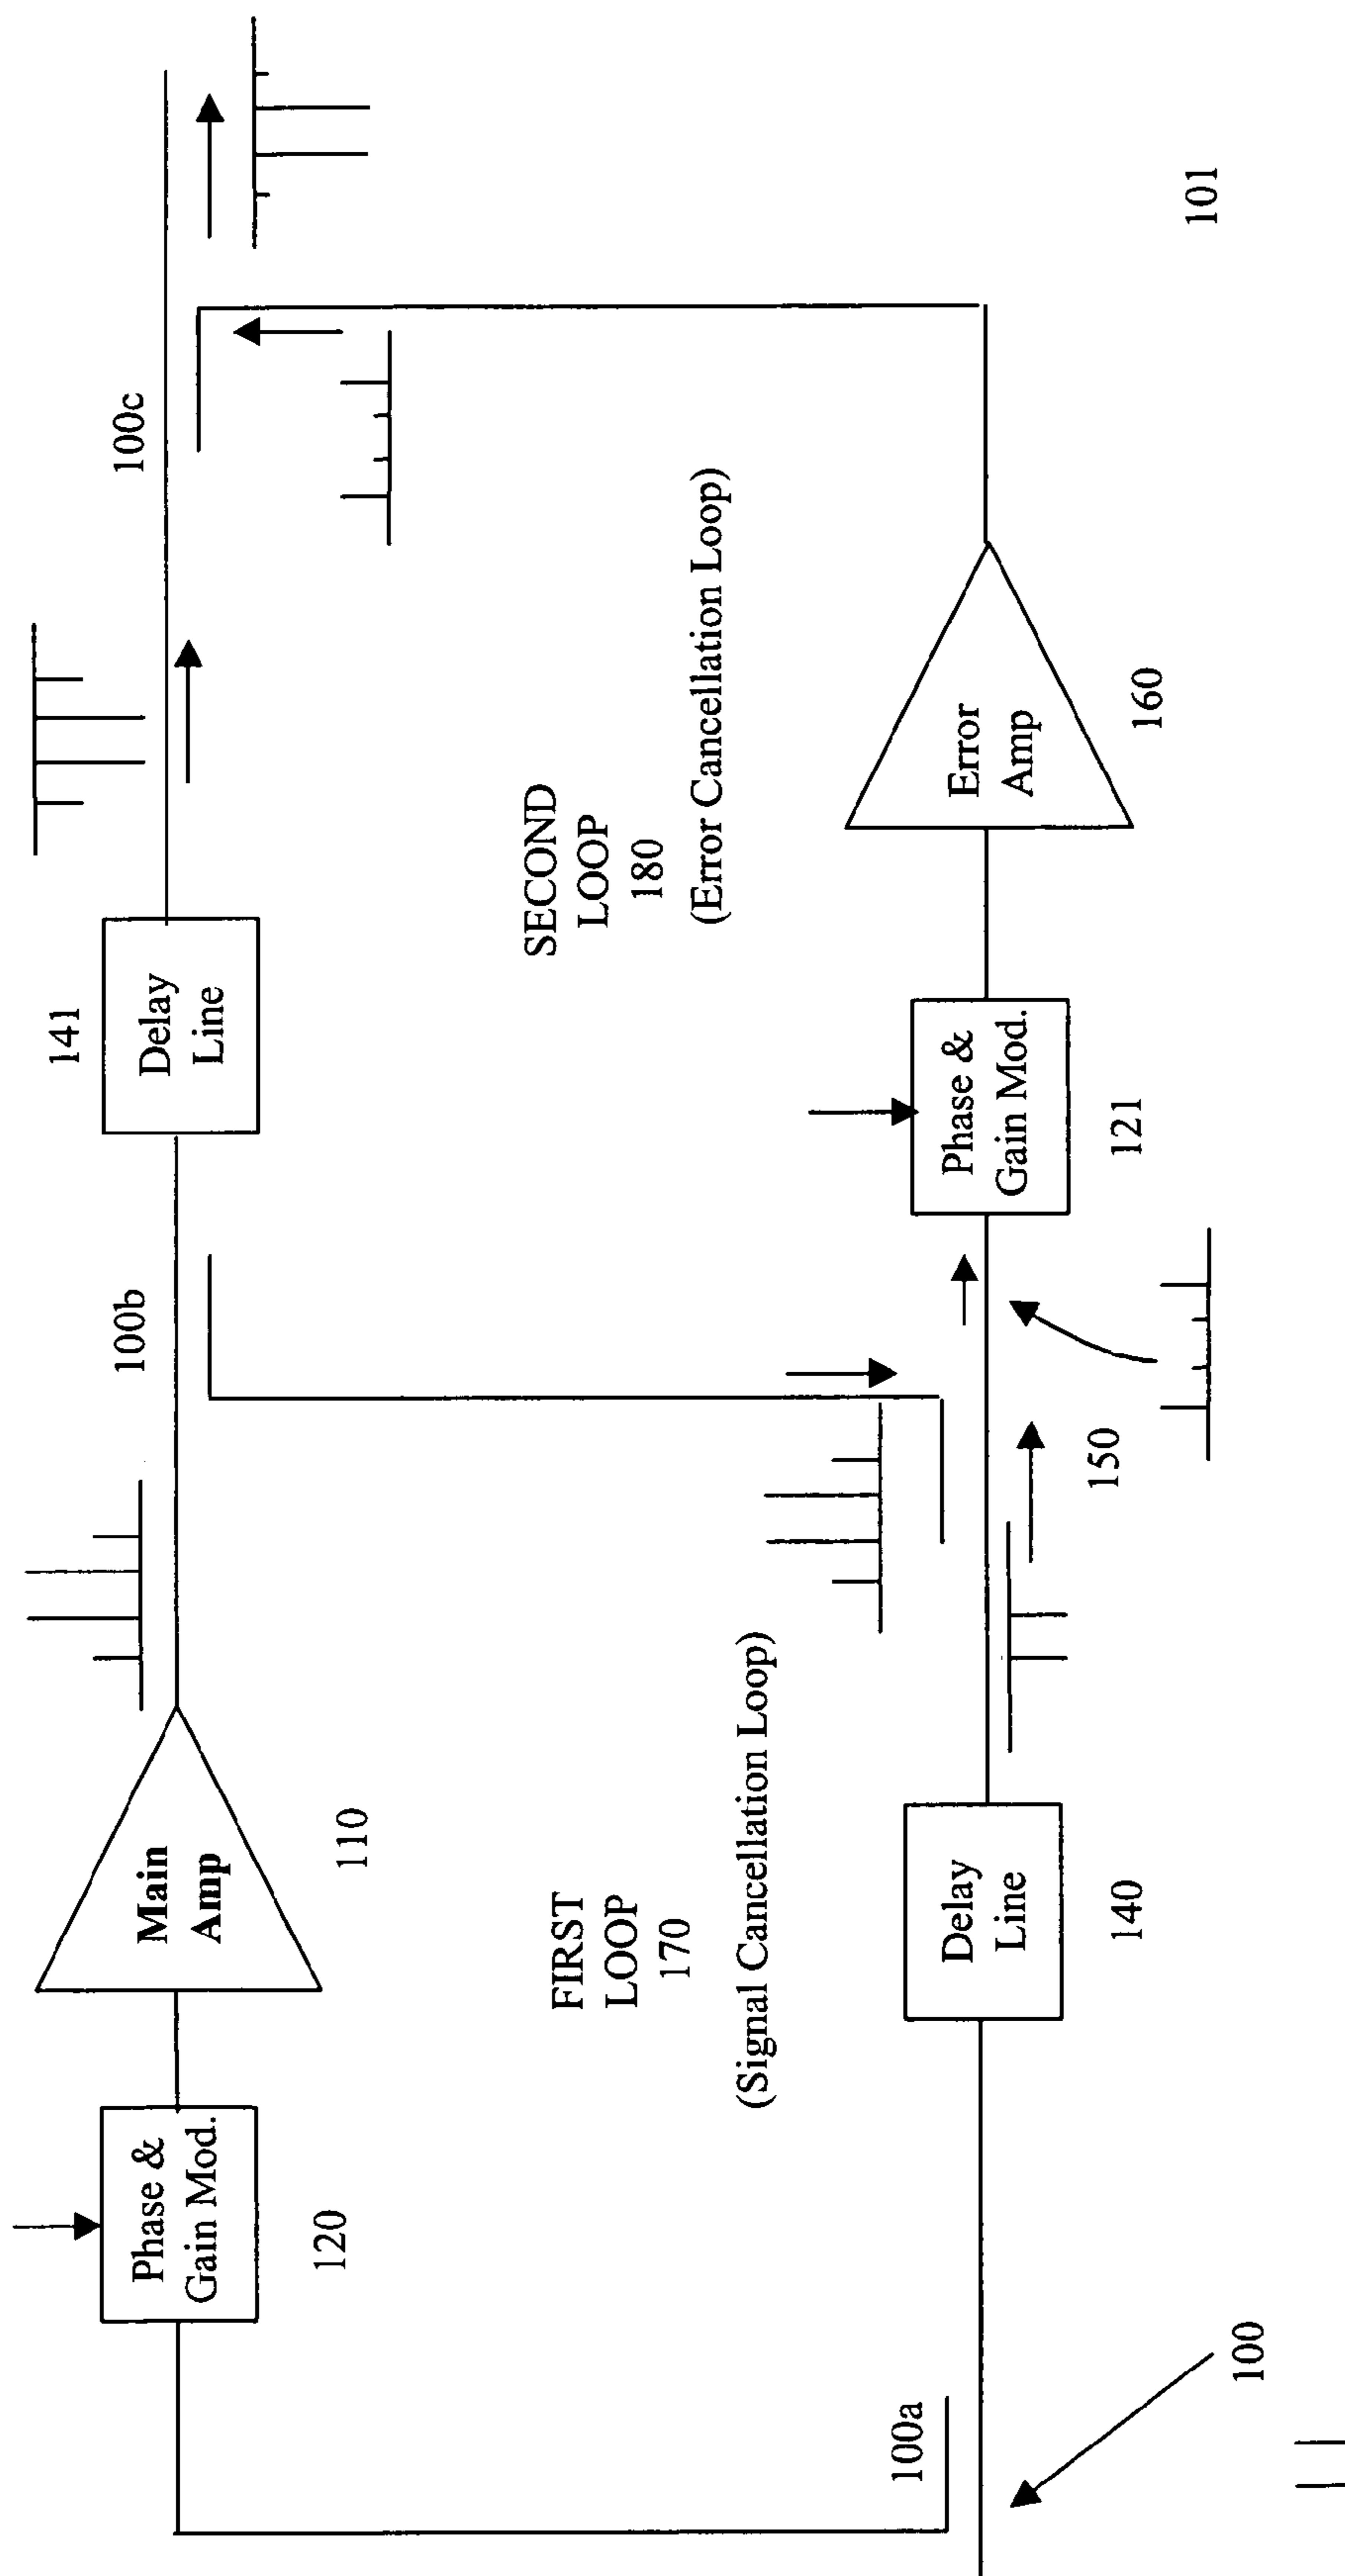 Phase &
Gain Mod.
120
Main
Amp
110
100b
141
Delay
Line
100c
FIRST
LOOP
170
(Signal Cancellation Loop)
SECOND
LOOP
180
(Error Cancellation Loop)
100a
100
Delay
Line
140
150
Phase &
Gain Mod.
121
Error
Amp
160
101